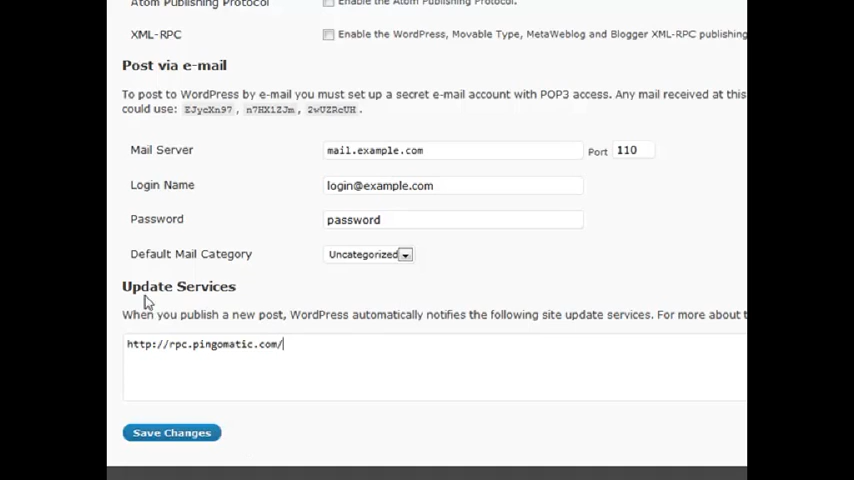 Atom Publishing Protocol Enable the Atom Publishing Protocol.
XML-RPC Enable the WordPress, Movable Type, MetaWeblog and Blogger XML-RPC publishing
Post via e-mail
To post to WordPress by e-mail you must set up a secret e-mail account with POP3 access. Any mail received at this
could use: EJycXn97 , n7HX1ZJm , 2wUZRcUH .
Mail Server mail.example.com Port 110
Login Name login@example.com
Password password
Default Mail Category Uncategorized
Update Services
When you publish a new post, WordPress automatically notifies the following site update services. For more about
http://rpc.pingomatic.com/
Save Changes